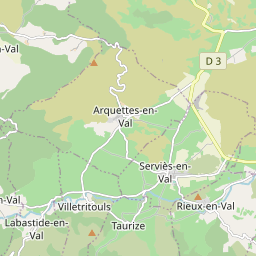 n-Val
D 3
Arquettes-en-
Val
Serviès-en-
Val
n-Val
Villetritouls
Rieux-en-Val
Labastide-en-
Val
Taurize